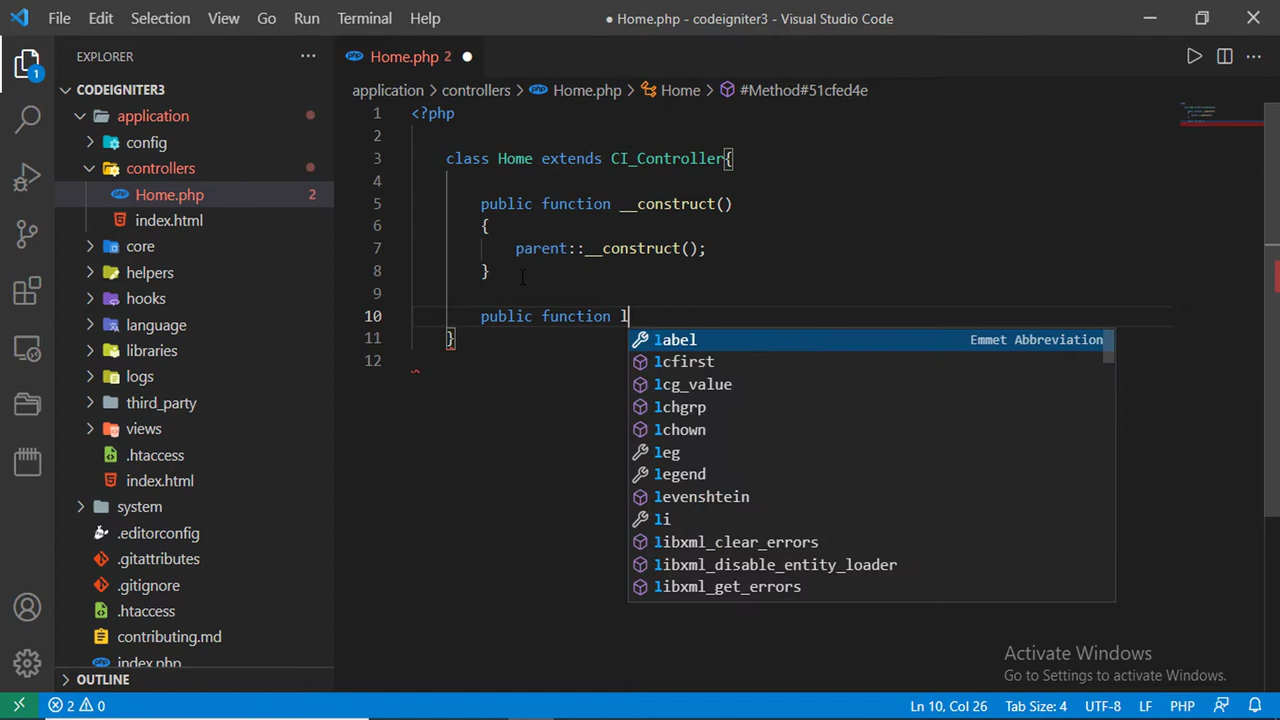 File Edit Selection View Go Run Terminal Help ● Home.php - codeigniter3 - Visual Studio Code
EXPLORER
Home.php 2
1
CODEIGNITER3
application
config
controllers
Home.php 2
index.html
core
helpers
hooks
language
libraries
logs
third_party
views
.htaccess
index.html
system
.editorconfig
.gitattributes
.gitignore
.htaccess
contributing.md
index.php
OUTLINE
application > controllers > Home.php > Home > #Method#51cfed4e
1 <?php
2
3 class Home extends CI_Controller{
4
5 public function __construct()
6 {
7 parent::__construct();
8 }
9
10 public function l
11 }
12
label Emmet Abbreviation
lcfirst
lcg_value
lchgrp
lchown
leg
legend
levenshtein
li
libxml_clear_errors
libxml_disable_entity_loader
libxml_get_errors
Activate Windows
Go to Settings to activate Windows.
2 0 Ln 10, Col 26 Tab Size: 4 UTF-8 LF PHP